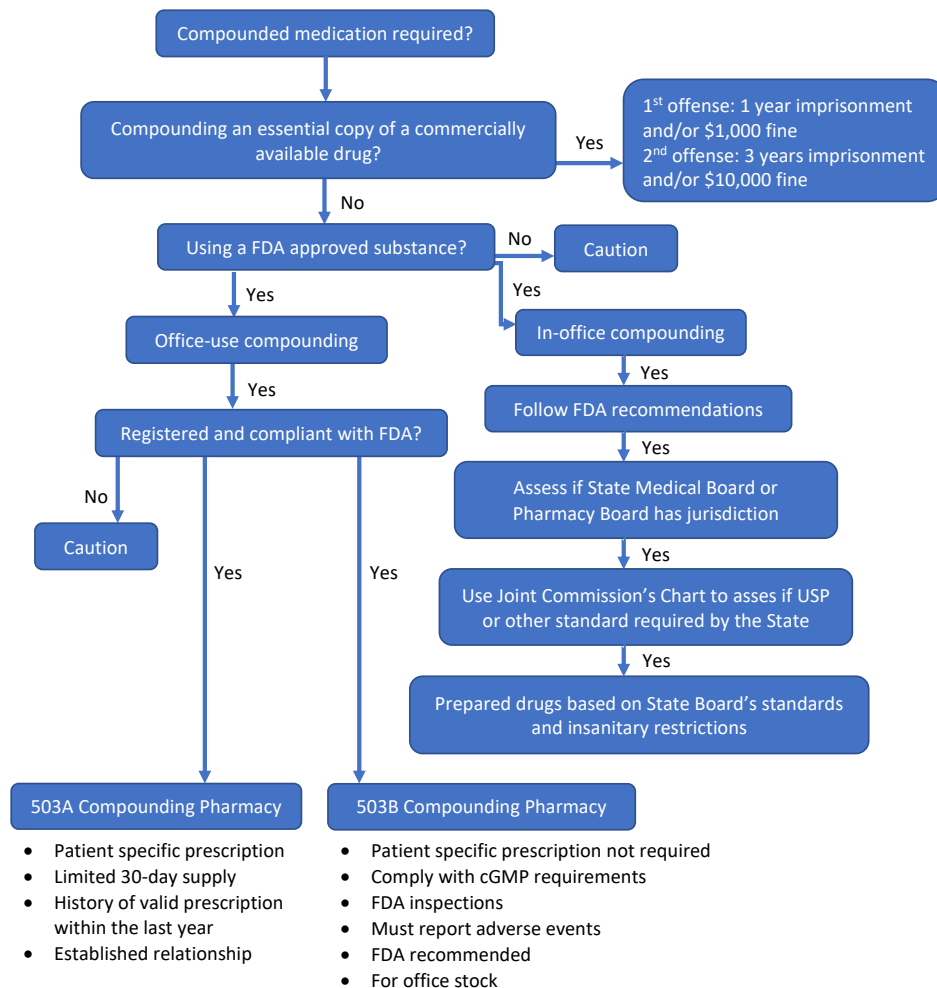 Compounded medication required?
Compounding an essential copy of a commercially
available drug?
Yes
1st offense: 1 year imprisonment
and/or $1,000 fine
2nd offense: 3 years imprisonment
and/or $10,000 fine
No
Using a FDA approved substance?
No
Caution
Yes
Yes
Office-use compounding
In-office compounding
Yes
Yes
Registered and compliant with FDA?
Follow FDA recommendations
Yes
No
Caution
Yes
Yes
Assess if State Medical Board or
Pharmacy Board has jurisdiction
Yes
Use Joint Commission's Chart to asses if USP
or other standard required by the State
Yes
Prepared drugs based on State Board's standards
and insanitary restrictions
503A Compounding Pharmacy
• Patient specific prescription
• Limited 30-day supply
• History of valid prescription
within the last year
• Established relationship
503B Compounding Pharmacy
• Patient specific prescription not required
• Comply with cGMP requirements
• FDA inspections
• Must report adverse events
• FDA recommended
• For office stock